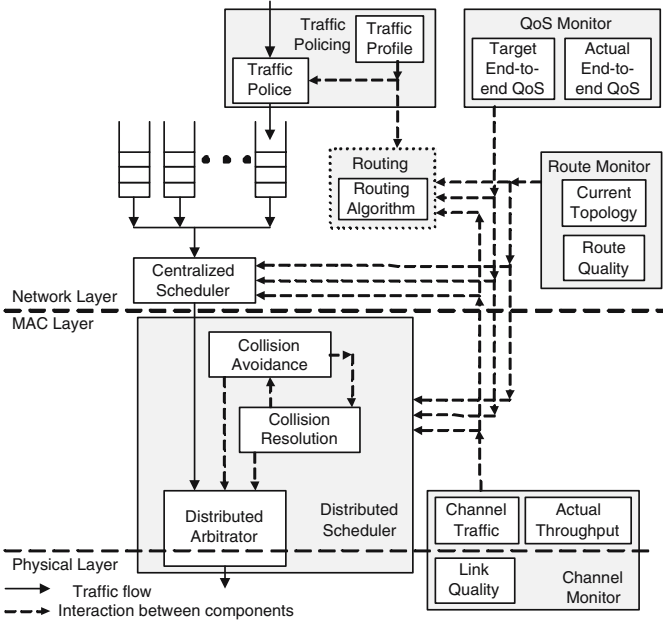 Traffic
Policing
Traffic
Profile
Traffic
Police
QoS Monitor
Target
End-to-
end QoS
Actual
End-to-
end QoS
Routing
Routing
Algorithm
Route Monitor
Current
Topology
Route
Quality
Centralized
Scheduler
Network Layer
MAC Layer
Collision
Avoidance
Collision
Resolution
Distributed
Arbitrator
Distributed
Scheduler
Channel
Traffic
Actual
Throughput
Physical Layer
Link
Quality
Channel
Monitor
Traffic flow
Interaction between components